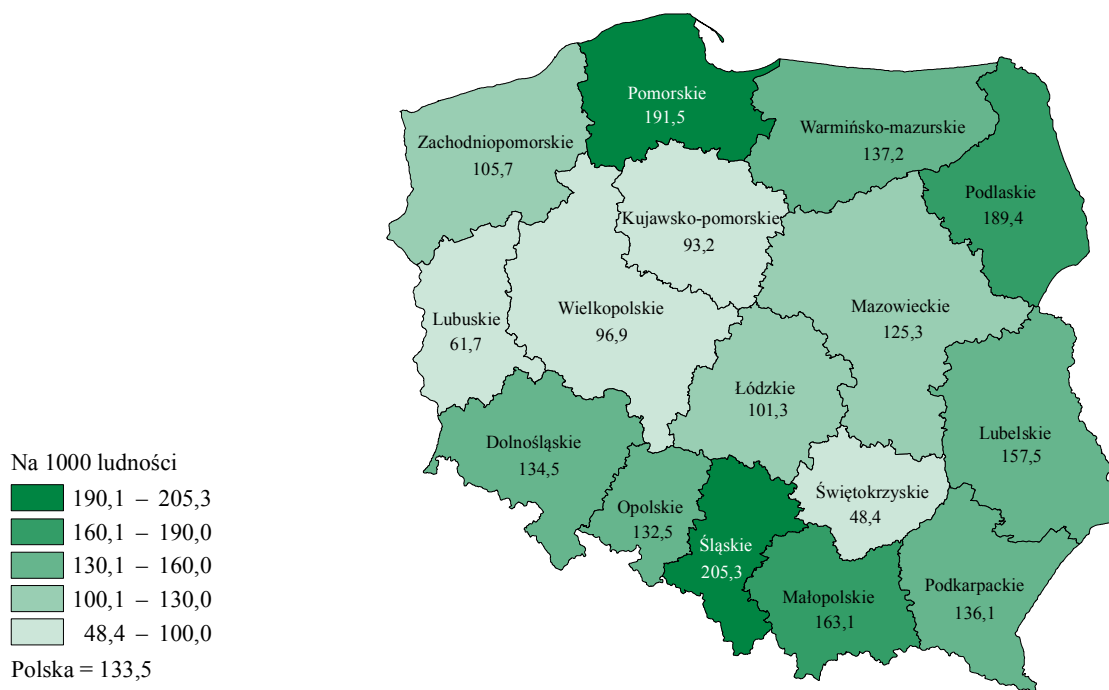 Pomorskie
191,5
Zachodniopomorskie
105,7
Warmińsko-mazurskie
137,2
Podlaskie
189,4
Kujawsko-pomorskie
93,2
Lubuskie
61,7
Wielkopolskie
96,9
Mazowieckie
125,3
Łódzkie
101,3
Dolnośląskie
134,5
Lubelskie
157,5
Opolskie
132,5
Świętokrzyskie
48,4
Śląskie
205,3
Małopolskie
163,1
Podkarpackie
136,1
Na 1000 ludności
190,1 – 205,3
160,1 – 190,0
130,1 – 160,0
100,1 – 130,0
48,4 – 100,0
Polska = 133,5